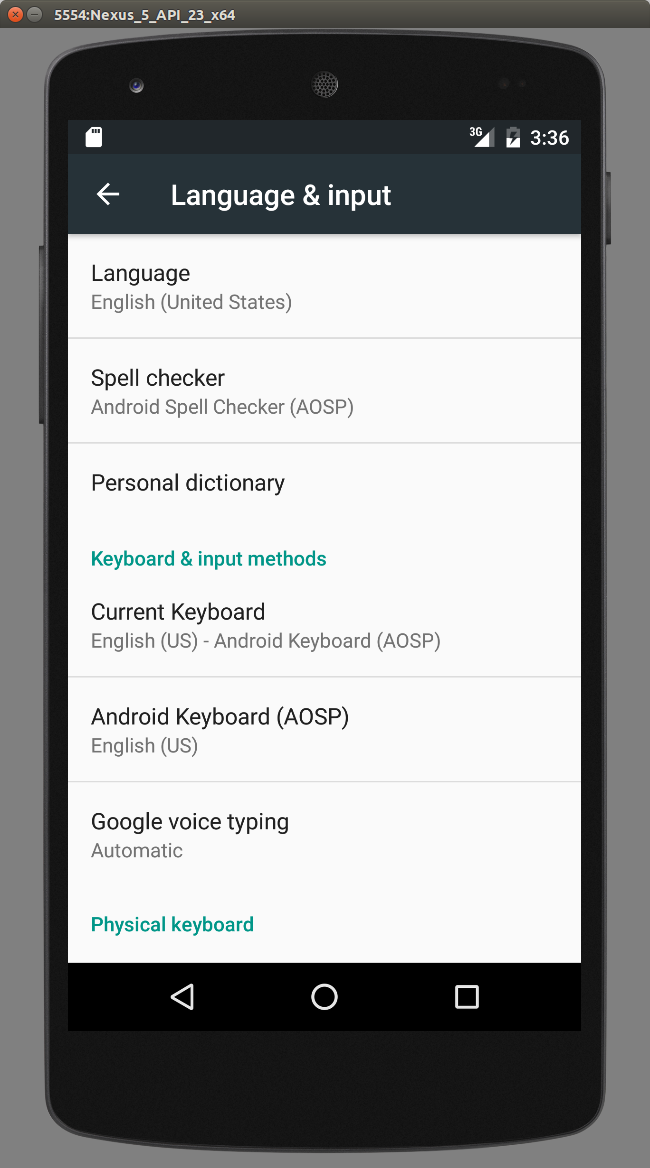 5554:Nexus_5_API_23_x64
3G 3:36
Language & input
Language
English (United States)
Spell checker
Android Spell Checker (AOSP)
Personal dictionary
Keyboard & input methods
Current Keyboard
English (US) - Android Keyboard (AOSP)
Android Keyboard (AOSP)
English (US)
Google voice typing
Automatic
Physical keyboard